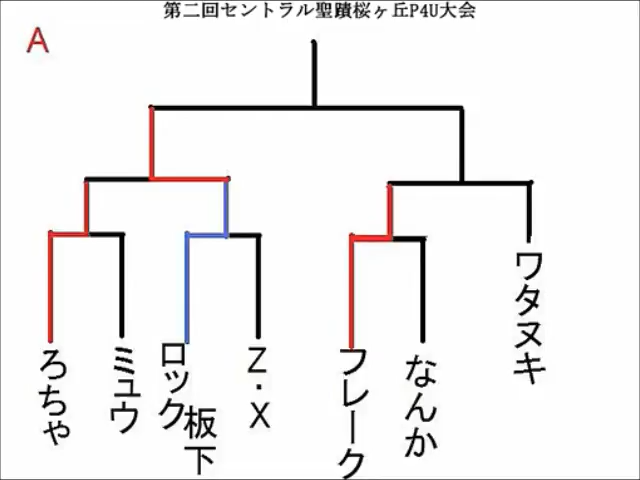 第二回セントラル聖蹟桜ヶ丘P4U大会
A
ろちゃ
ミュウ
ロック
板下
Z・X
フレーク
なんか
ワタヌキ